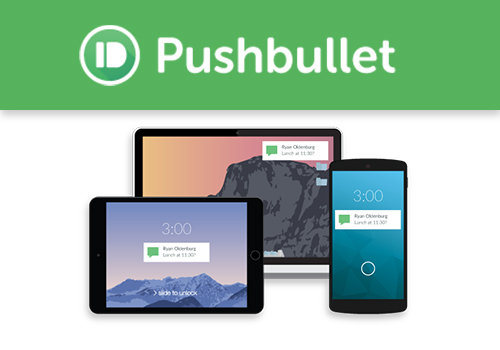 Pushbullet
Ryan Oldenburg
Lunch at 11:30?
3:00
Ryan Oldenburg
Lunch at 11:30?
> slide to unlock
3:00
Ryan Oldenburg
Lunch at 11:30?